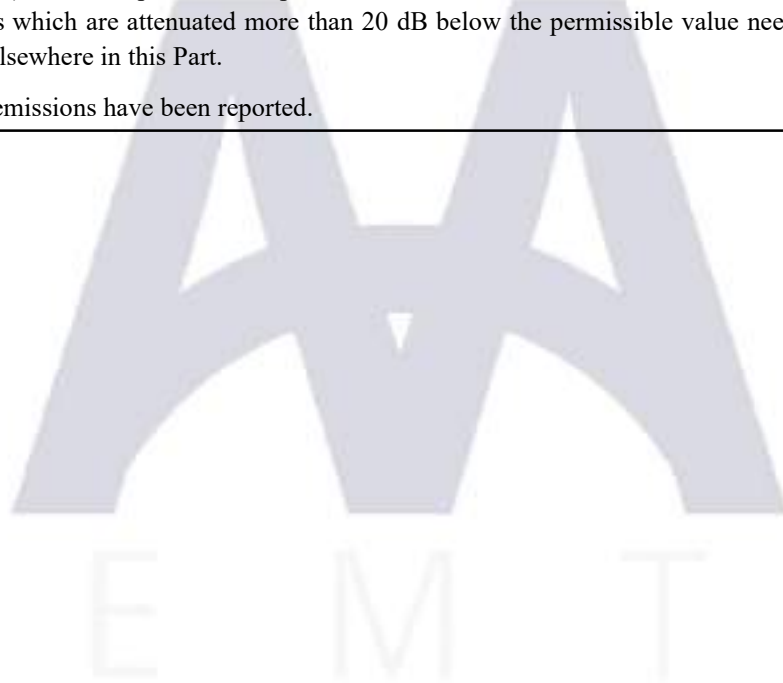 s which are attenuated more than 20 dB below the permissible value nee
lsewhere in this Part.
emissions have been reported.
E M T